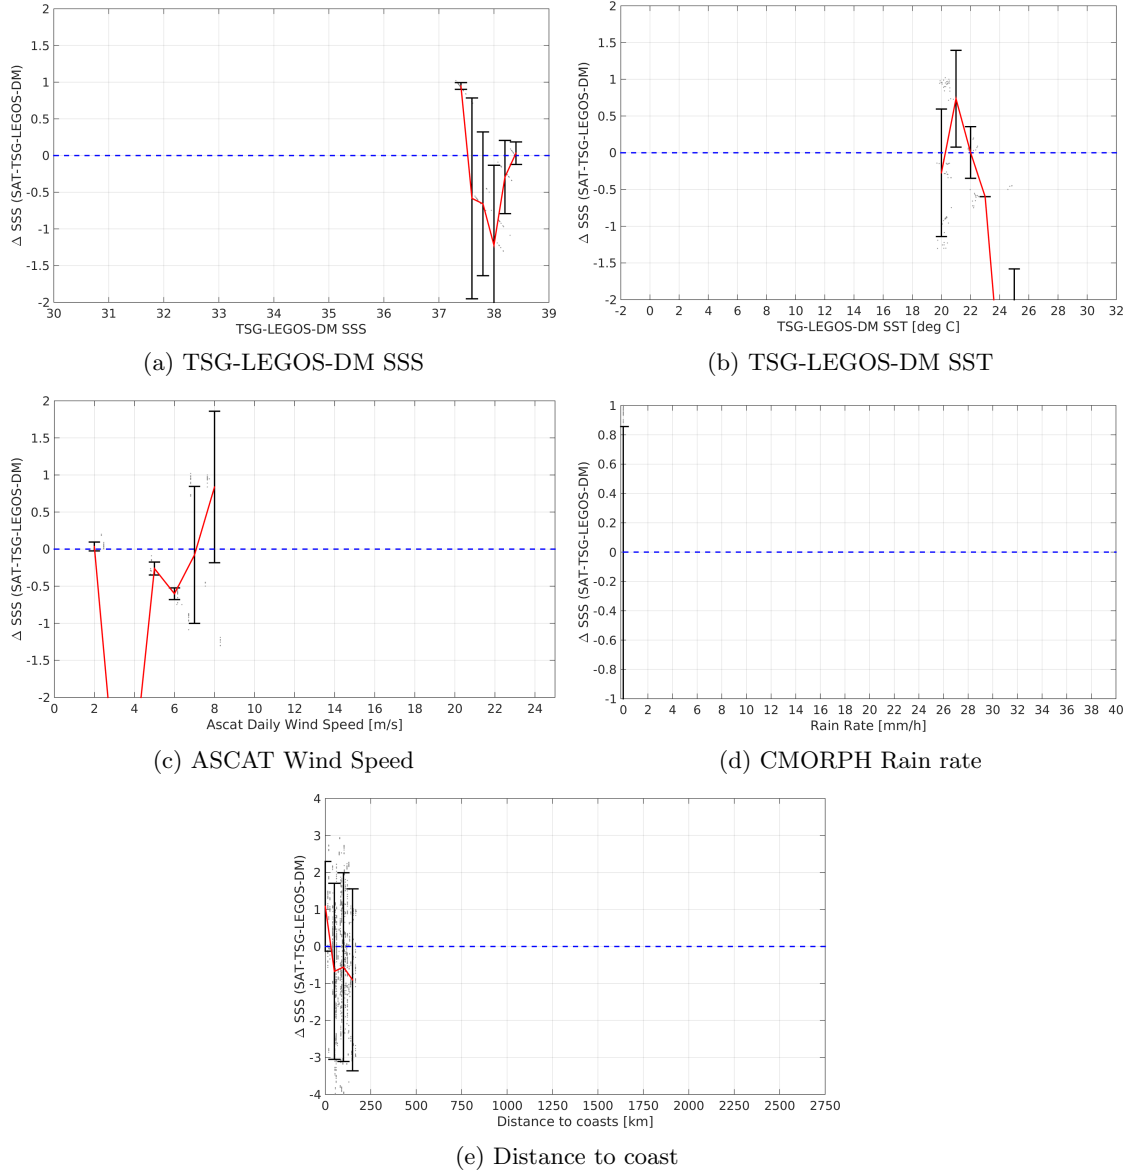 2
1.5
1
0.5
0
-0.5
-1
-1.5
-2
Δ SSS (SAT-TSG-LEGOS-DM)
30 31 32 33 34 35 36 37 38 39
TSG-LEGOS-DM SSS
(a) TSG-LEGOS-DM SSS
2
1.5
1
0.5
0
-0.5
-1
-1.5
-2
Δ SSS (SAT-TSG-LEGOS-DM)
-2 0 2 4 6 8 10 12 14 16 18 20 22 24 26 28 30 32
TSG-LEGOS-DM SST [deg C]
(b) TSG-LEGOS-DM SST
2
1.5
1
0.5
0
-0.5
-1
-1.5
-2
Δ SSS (SAT-TSG-LEGOS-DM)
0 2 4 6 8 10 12 14 16 18 20 22 24
Ascat Daily Wind Speed [m/s]
(c) ASCAT Wind Speed
1
0.8
0.6
0.4
0.2
0
-0.2
-0.4
-0.6
-0.8
-1
Δ SSS (SAT-TSG-LEGOS-DM)
0 2 4 6 8 10 12 14 16 18 20 22 24 26 28 30 32 34 36 38 40
Rain Rate [mm/h]
(d) CMORPH Rain rate
4
3
2
1
0
-1
-2
-3
-4
Δ SSS (SAT-TSG-LEGOS-DM)
0 250 500 750 1000 1250 1500 1750 2000 2250 2500 2750
Distance to coasts [km]
(e) Distance to coast